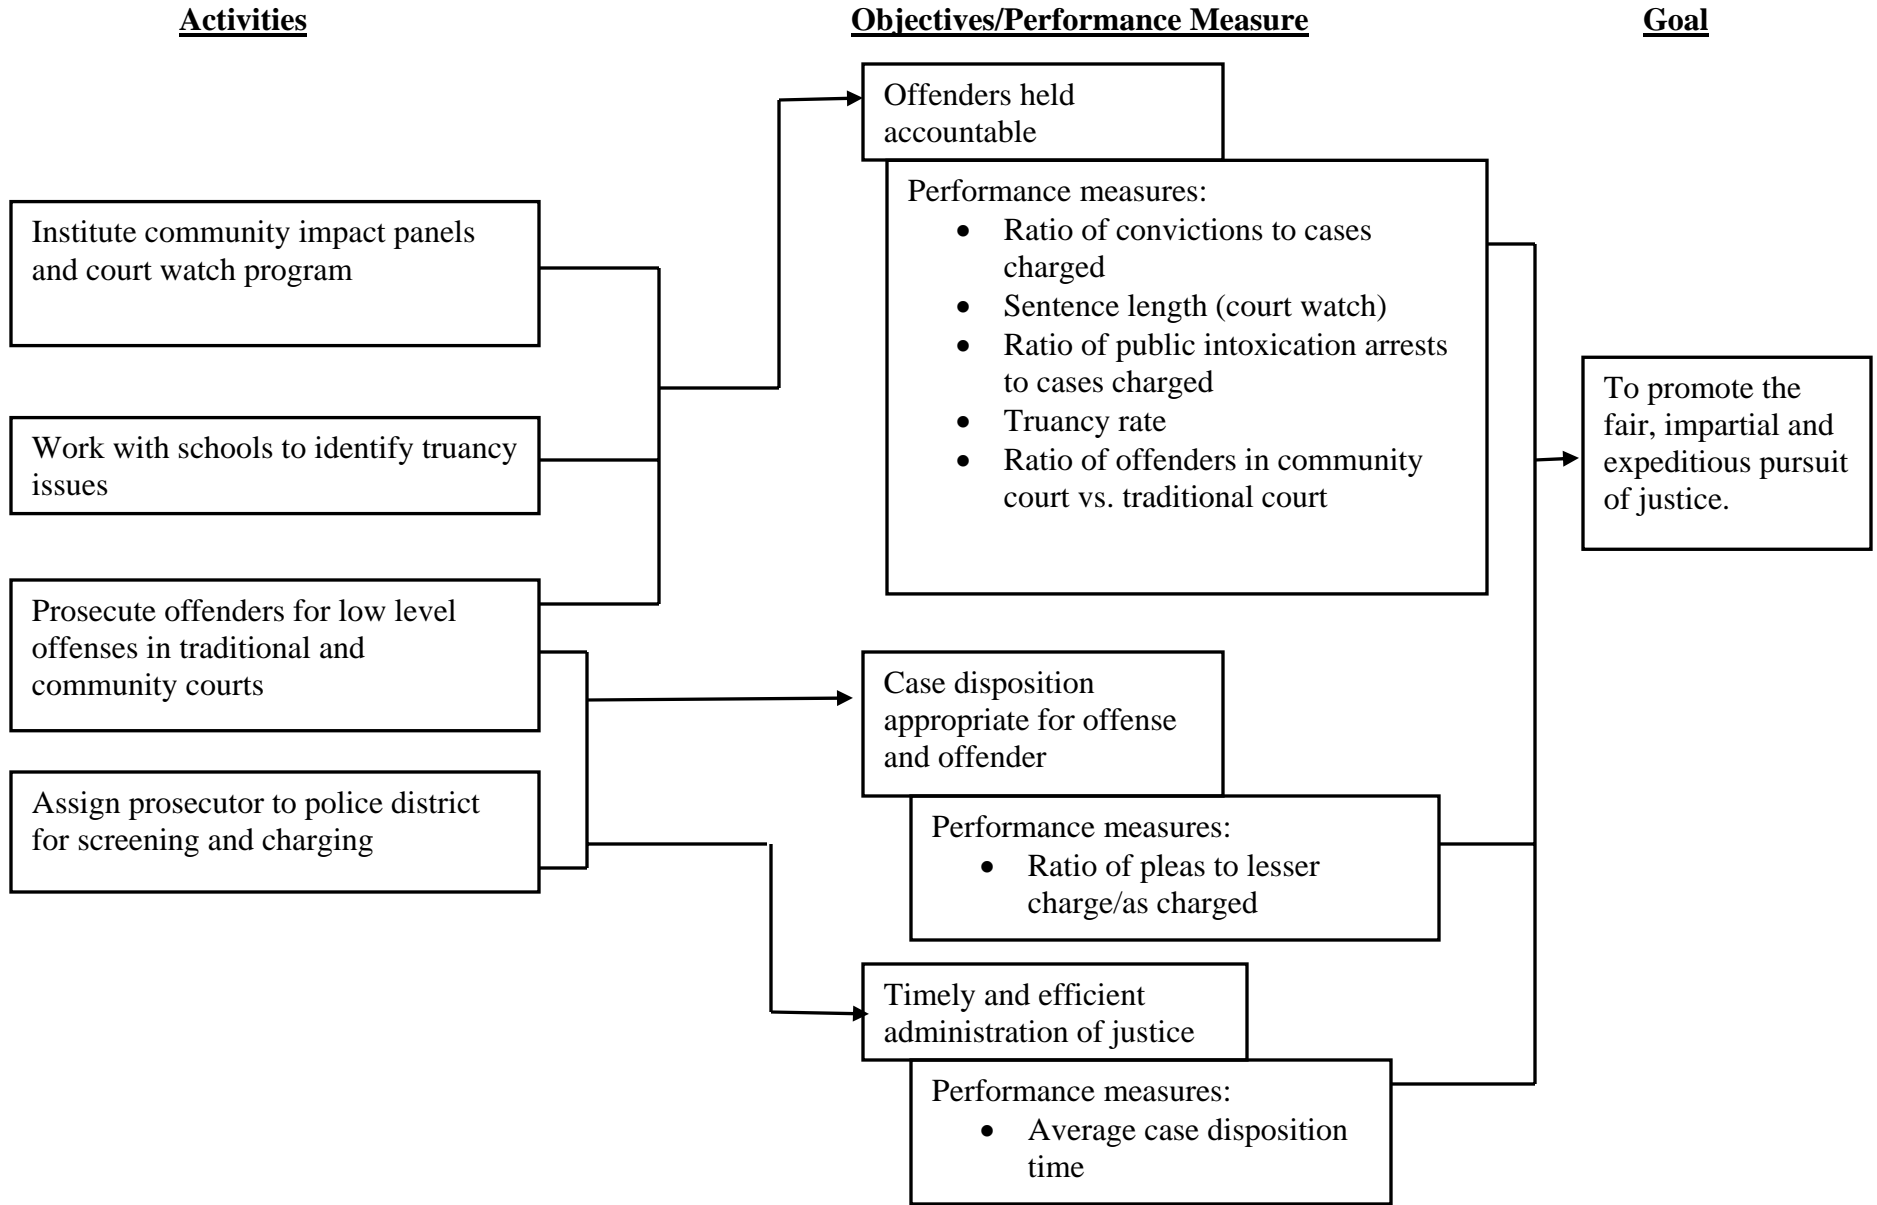 Activities
Objectives/Performance Measure
Goal
Offenders held
accountable
Performance measures:
• Ratio of convictions to cases
charged
• Sentence length (court watch)
• Ratio of public intoxication arrests
to cases charged
• Truancy rate
• Ratio of offenders in community
court vs. traditional court
Institute community impact panels
and court watch program
Work with schools to identify truancy
issues
Prosecute offenders for low level
offenses in traditional and
community courts
Assign prosecutor to police district
for screening and charging
Case disposition
appropriate for offense
and offender
Performance measures:
• Ratio of pleas to lesser
charge/as charged
Timely and efficient
administration of justice
Performance measures:
• Average case disposition
time
To promote the
fair, impartial and
expeditious pursuit
of justice.